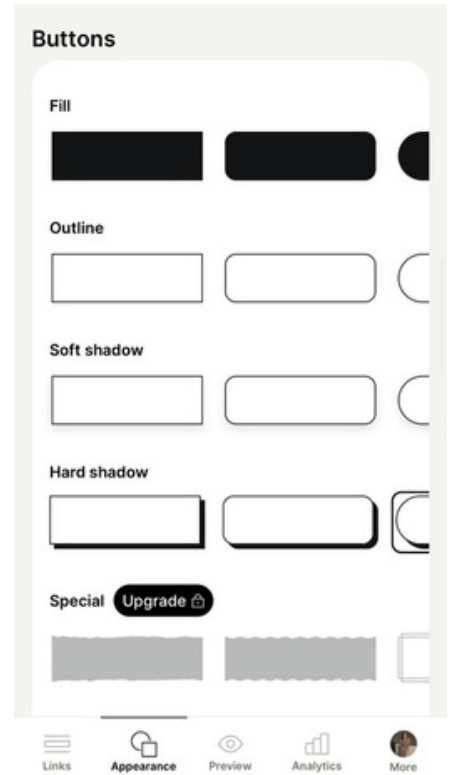 Buttons
Fill
Outline
Soft shadow
Hard shadow
Special Upgrade
Links Appearance Preview Analytics More